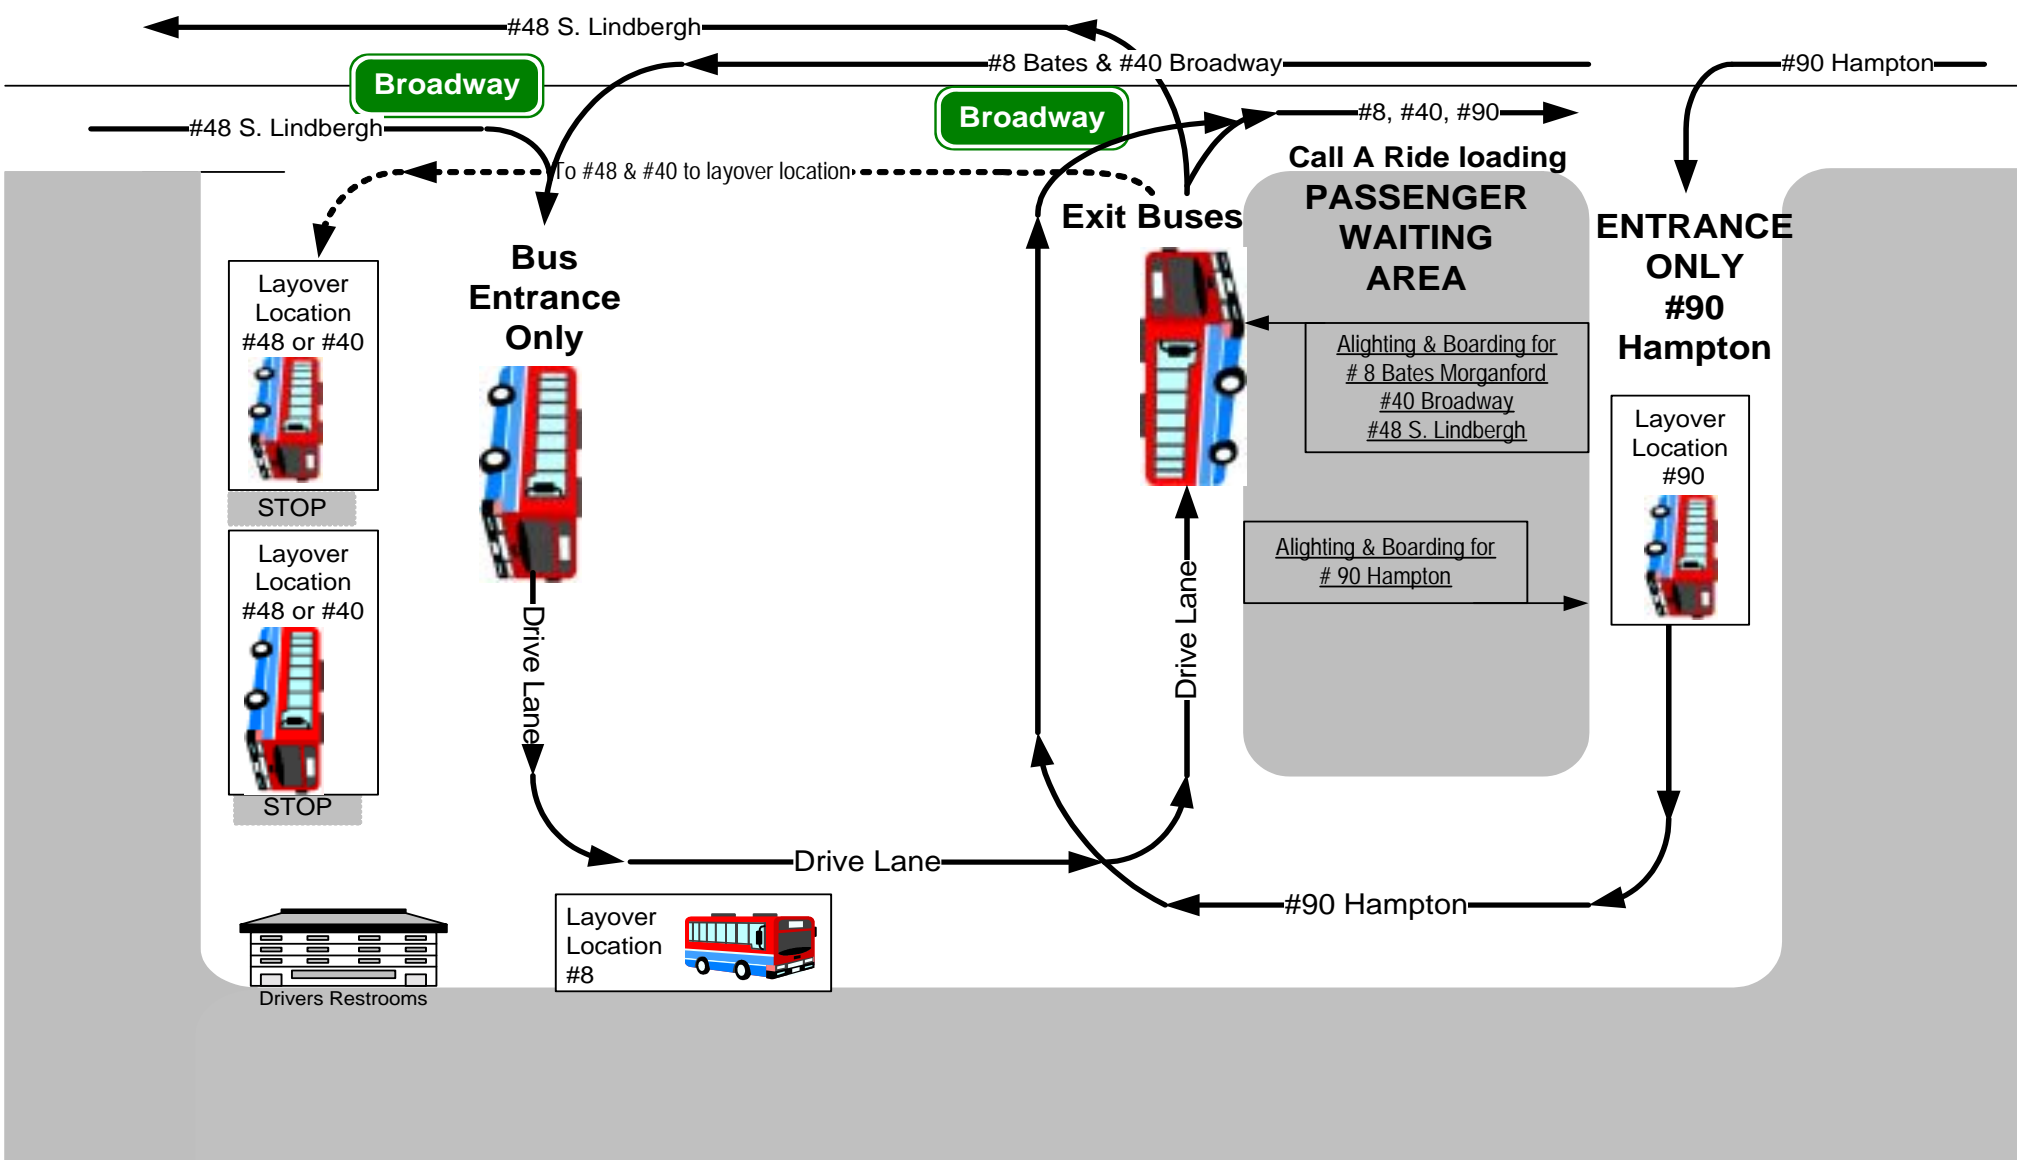 #48 S. Lindbergh
#8 Bates & #40 Broadway
#90 Hampton
Broadway
Broadway
#48 S. Lindbergh
#8, #40, #90
To #48 & #40 to layover location
Call A Ride loading
PASSENGER
WAITING
AREA
Exit Buses
ENTRANCE
ONLY
#90
Hampton
Bus
Entrance
Only
Layover
Location
#48 or #40
STOP
Layover
Location
#48 or #40
STOP
Alighting & Boarding for
# 8 Bates Morganford
#40 Broadway
#48 S. Lindbergh
Layover
Location
#90
Alighting & Boarding for
# 90 Hampton
Drive Lane
Drive Lane
Drive Lane
#90 Hampton
Layover
Location
#8
Drivers Restrooms